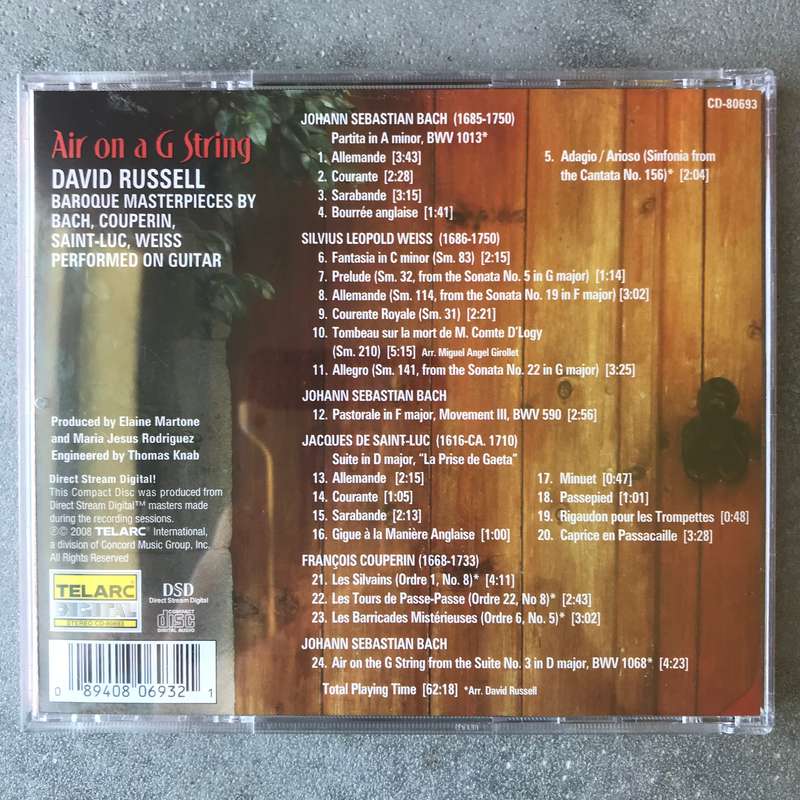 CD-80693
Air on a G String
DAVID RUSSELL
BAROQUE MASTERPIECES BY
BACH, COUPERIN,
SAINT-LUC, WEISS
PERFORMED ON GUITAR
JOHANN SEBASTIAN BACH (1685-1750)
Partita in A minor, BWV 1013*
1. Allemande [3:43]
2. Courante [2:28]
3. Sarabande [3:15]
4. Bourrée anglaise [1:41]
5. Adagio / Arioso (Sinfonia from
the Cantata No. 156)* [2:04]
SILVIUS LEOPOLD WEISS (1686-1750)
6. Fantasia in C minor (Sm. 83) [2:15]
7. Prelude (Sm. 32, from the Sonata No. 5 in G major) [1:14]
8. Allemande (Sm. 114, from the Sonata No. 19 in F major) [3:02]
9. Courente Royale (Sm. 31) [2:21]
10. Tombeau sur la mort de M. Comte D'Logy
(Sm. 210) [5:15] Arr. Miguel Angel Girollet
11. Allegro (Sm. 141, from the Sonata No. 22 in G major) [3:25]
JOHANN SEBASTIAN BACH
12. Pastorale in F major, Movement III, BWV 590 [2:56]
JACQUES DE SAINT-LUC (1616-CA. 1710)
Suite in D major, "La Prise de Gaeta"
13. Allemande [2:15]
14. Courante [1:05]
15. Sarabande [2:13]
16. Gigue à la Manière Anglaise [1:00]
17. Minuet [0:47]
18. Passepied [1:01]
19. Rigaudon pour les Trompettes [0:48]
20. Caprice en Passacaille [3:28]
FRANÇOIS COUPERIN (1668-1733)
21. Les Silvains (Ordre 1, No. 8)* [4:11]
22. Les Tours de Passe-Passe (Ordre 22, No 8)* [2:43]
23. Les Barricades Mistérieuses (Ordre 6, No. 5)* [3:02]
JOHANN SEBASTIAN BACH
24. Air on the G String from the Suite No. 3 in D major, BWV 1068* [4:23]
Total Playing Time [62:18] *Arr. David Russell
Produced by Elaine Martone
and Maria Jesus Rodriguez
Engineered by Thomas Knab
Direct Stream Digital!
This Compact Disc was produced from
Direct Stream Digital™ masters made
during the recording sessions.
℗© 2008 TELARC® International,
a division of Concord Music Group, Inc.
All Rights Reserved
TELARC
DIGITAL
STEREO CD-80693
DSD
Direct Stream Digital
COMPACT
disc
DIGITAL AUDIO
0 89408 06932 1